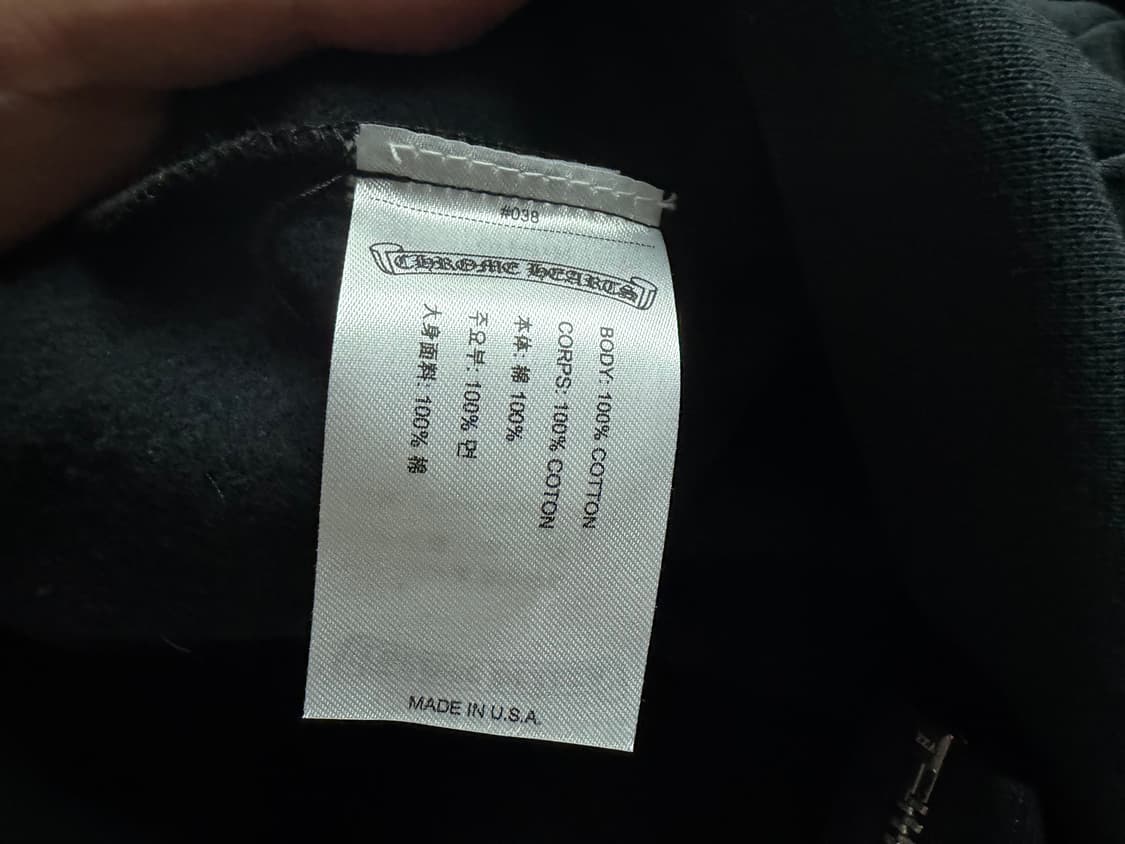 #038
CHROME HEARTS
BODY: 100% COTTON
CORPS: 100% COTON
本体: 棉 100%
주요부: 100% 면
大身面料: 100% 棉
MADE IN U.S.A.